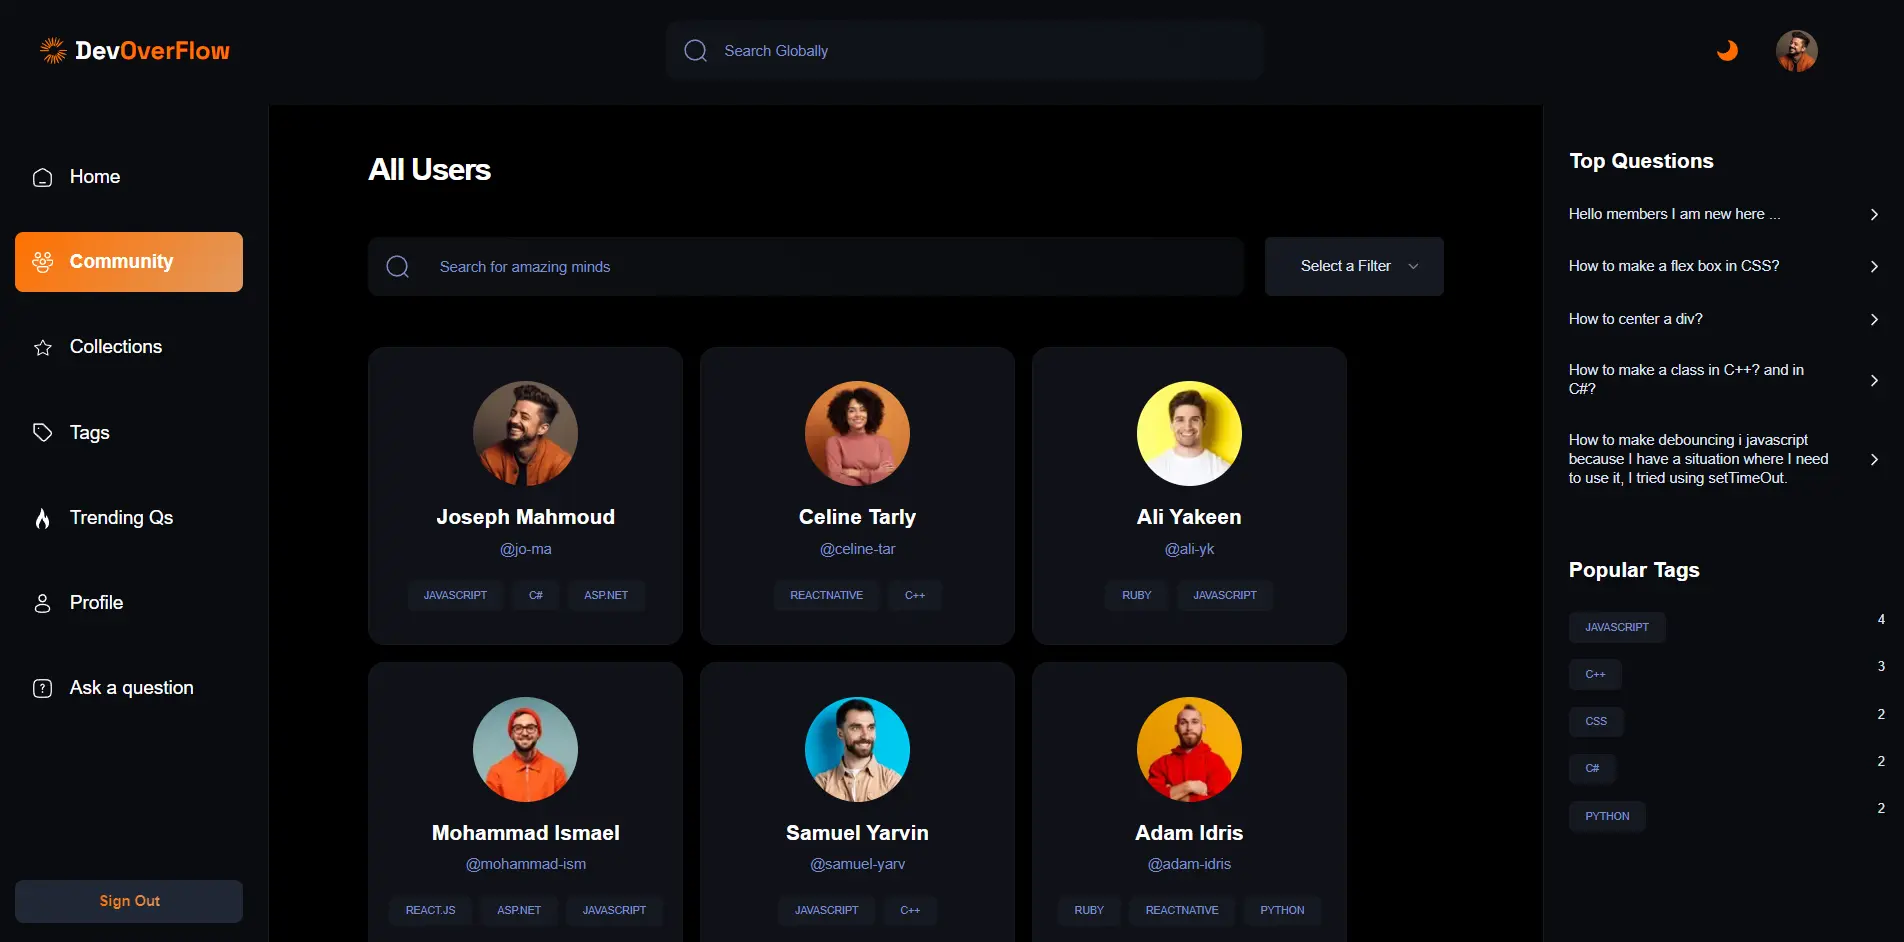 DevOverFlow
Search Globally
Home
Community
Collections
Tags
Trending Qs
Profile
Ask a question
Sign Out
All Users
Search for amazing minds
Select a Filter
Joseph Mahmoud
@jo-ma
JAVASCRIPT C# ASP.NET
Celine Tarly
@celine-tar
REACTNATIVE C++
Ali Yakeen
@ali-yk
RUBY JAVASCRIPT
Mohammad Ismael
@mohammad-ism
REACT.JS ASP.NET JAVASCRIPT
Samuel Yarvin
@samuel-yarv
JAVASCRIPT C++
Adam Idris
@adam-idris
RUBY REACTNATIVE PYTHON
Top Questions
Hello members I am new here ...
How to make a flex box in CSS?
How to center a div?
How to make a class in C++? and in
C#?
How to make debouncing i javascript
because I have a situation where I need
to use it, I tried using setTimeOut.
Popular Tags
JAVASCRIPT 4
C++ 3
CSS 2
C# 2
PYTHON 2